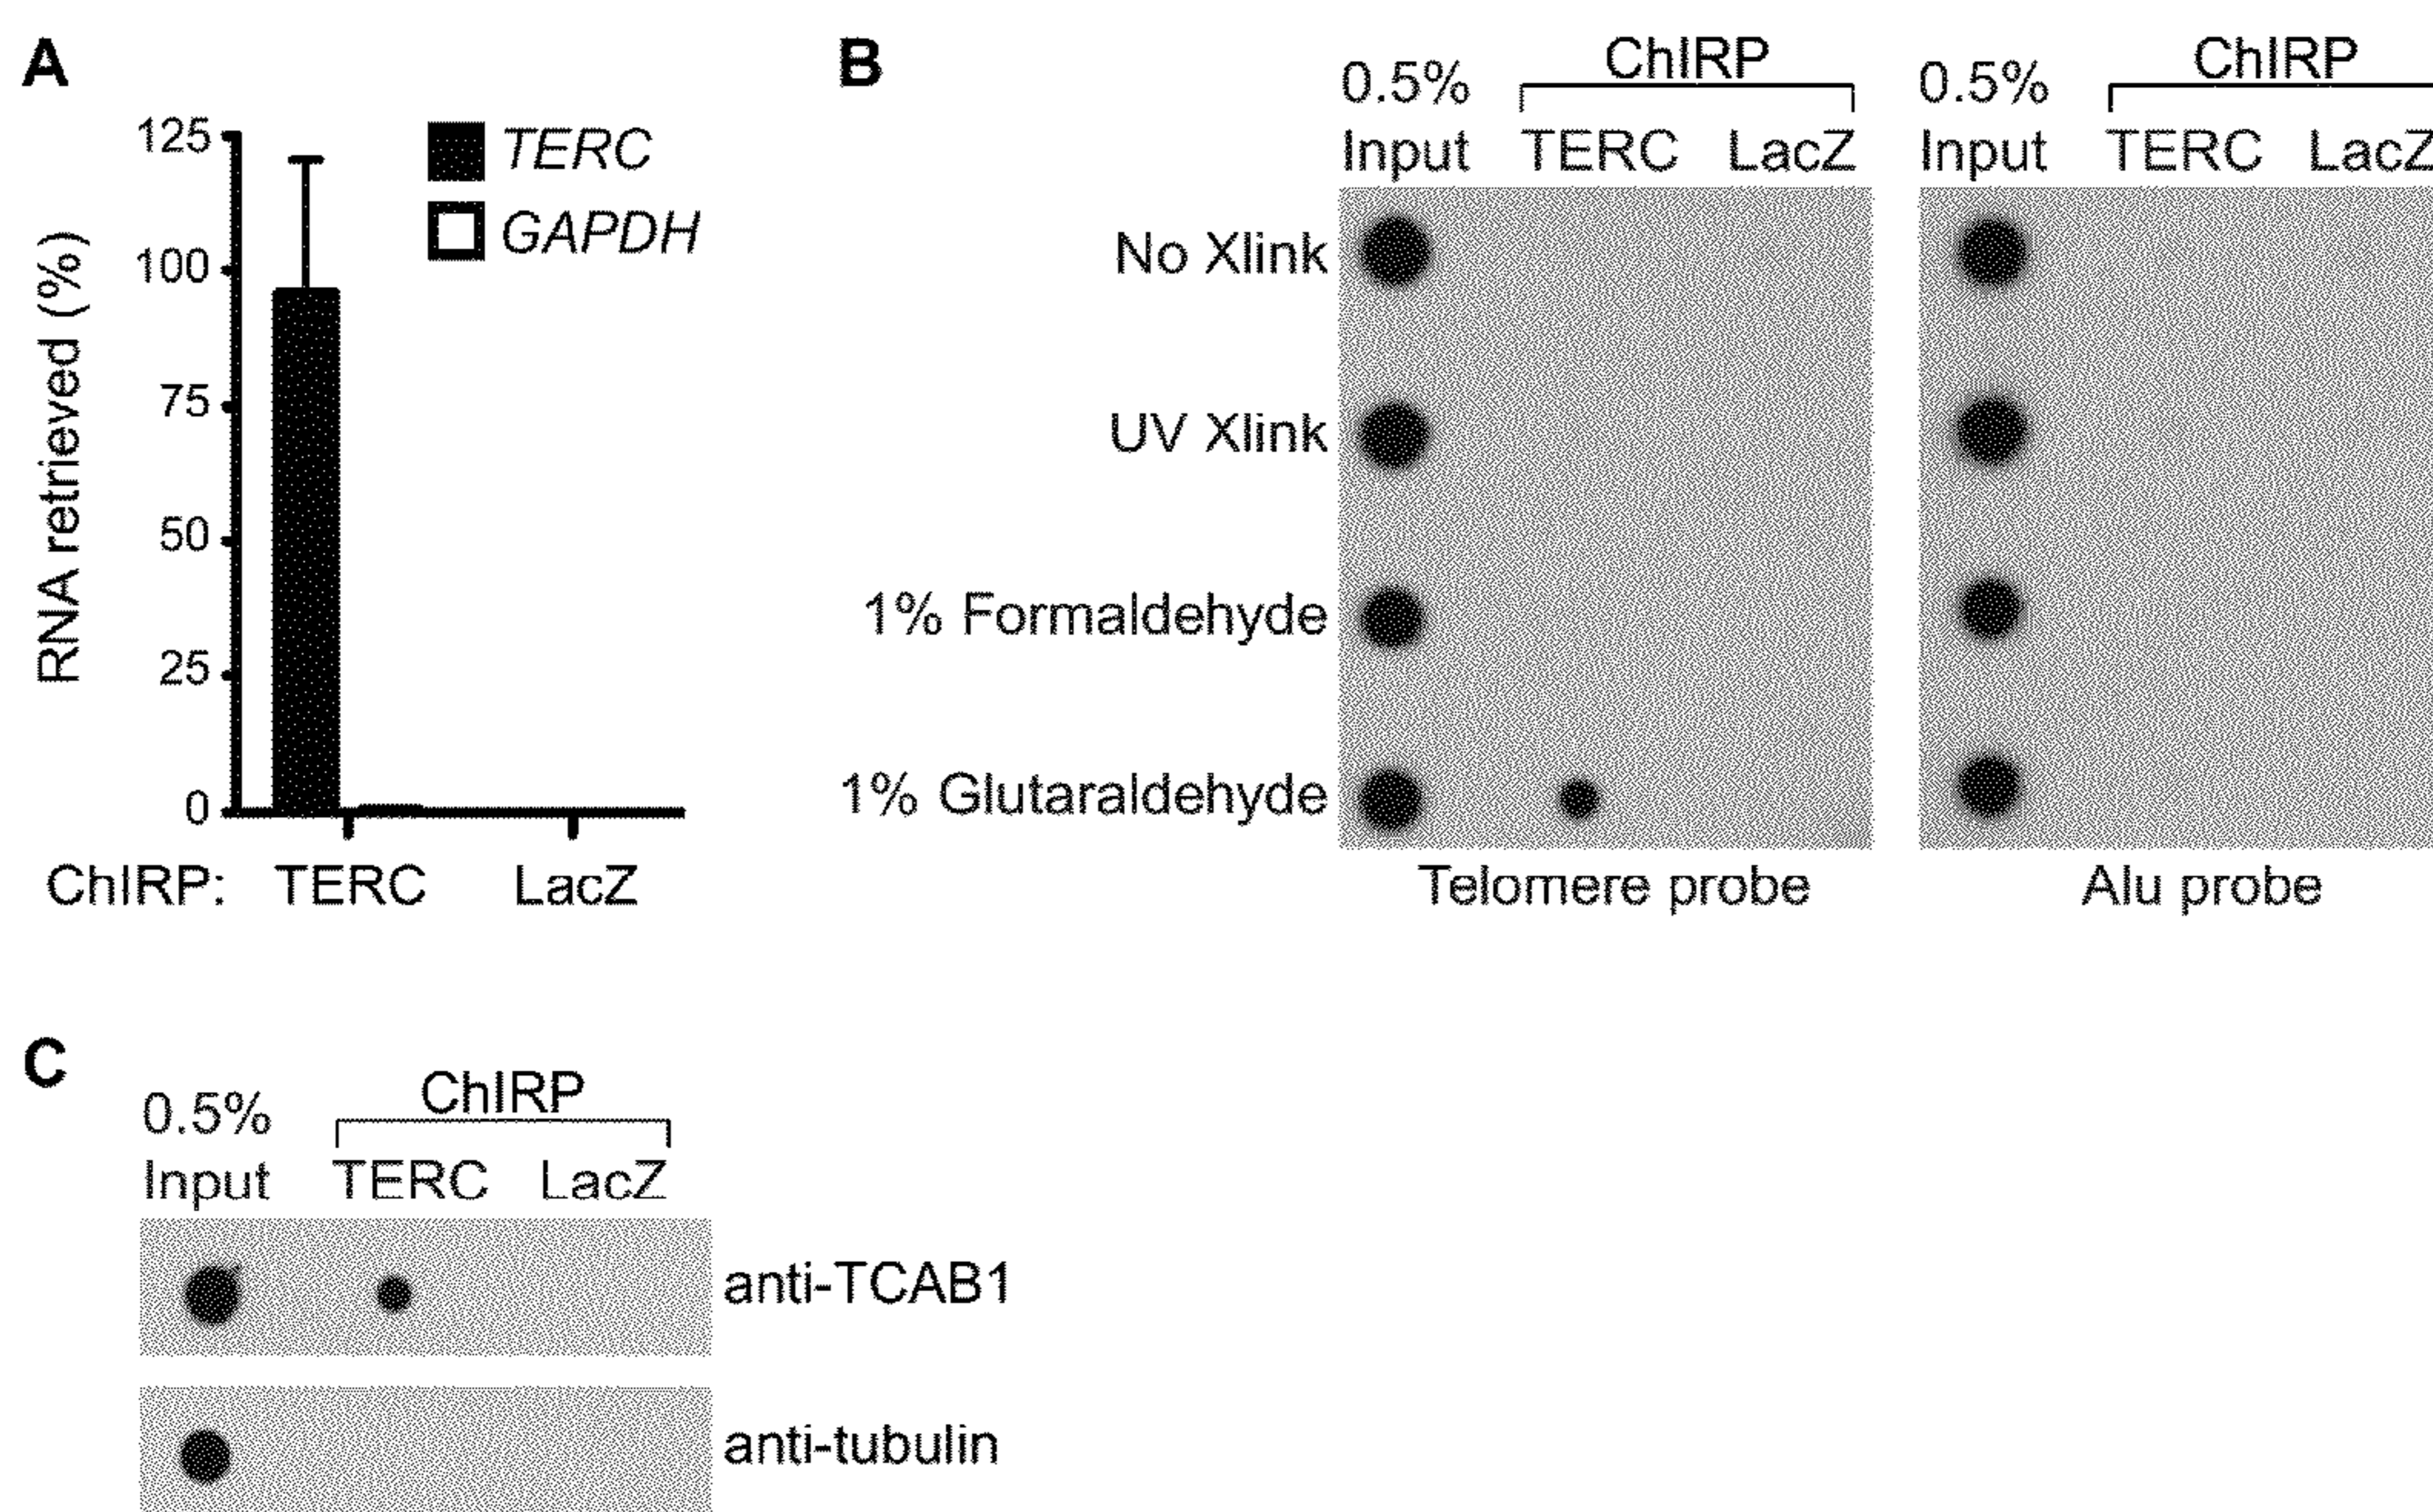 A
125
100
75
50
25
0
RNA retrieved (%)
TERC
GAPDH
ChIRP: TERC LacZ
B
0.5% ChIRP
Input TERC LacZ
0.5% ChIRP
Input TERC LacZ
No Xlink
UV Xlink
1% Formaldehyde
1% Glutaraldehyde
Telomere probe
Alu probe
C
0.5% ChIRP
Input TERC LacZ
anti-TCAB1
anti-tubulin